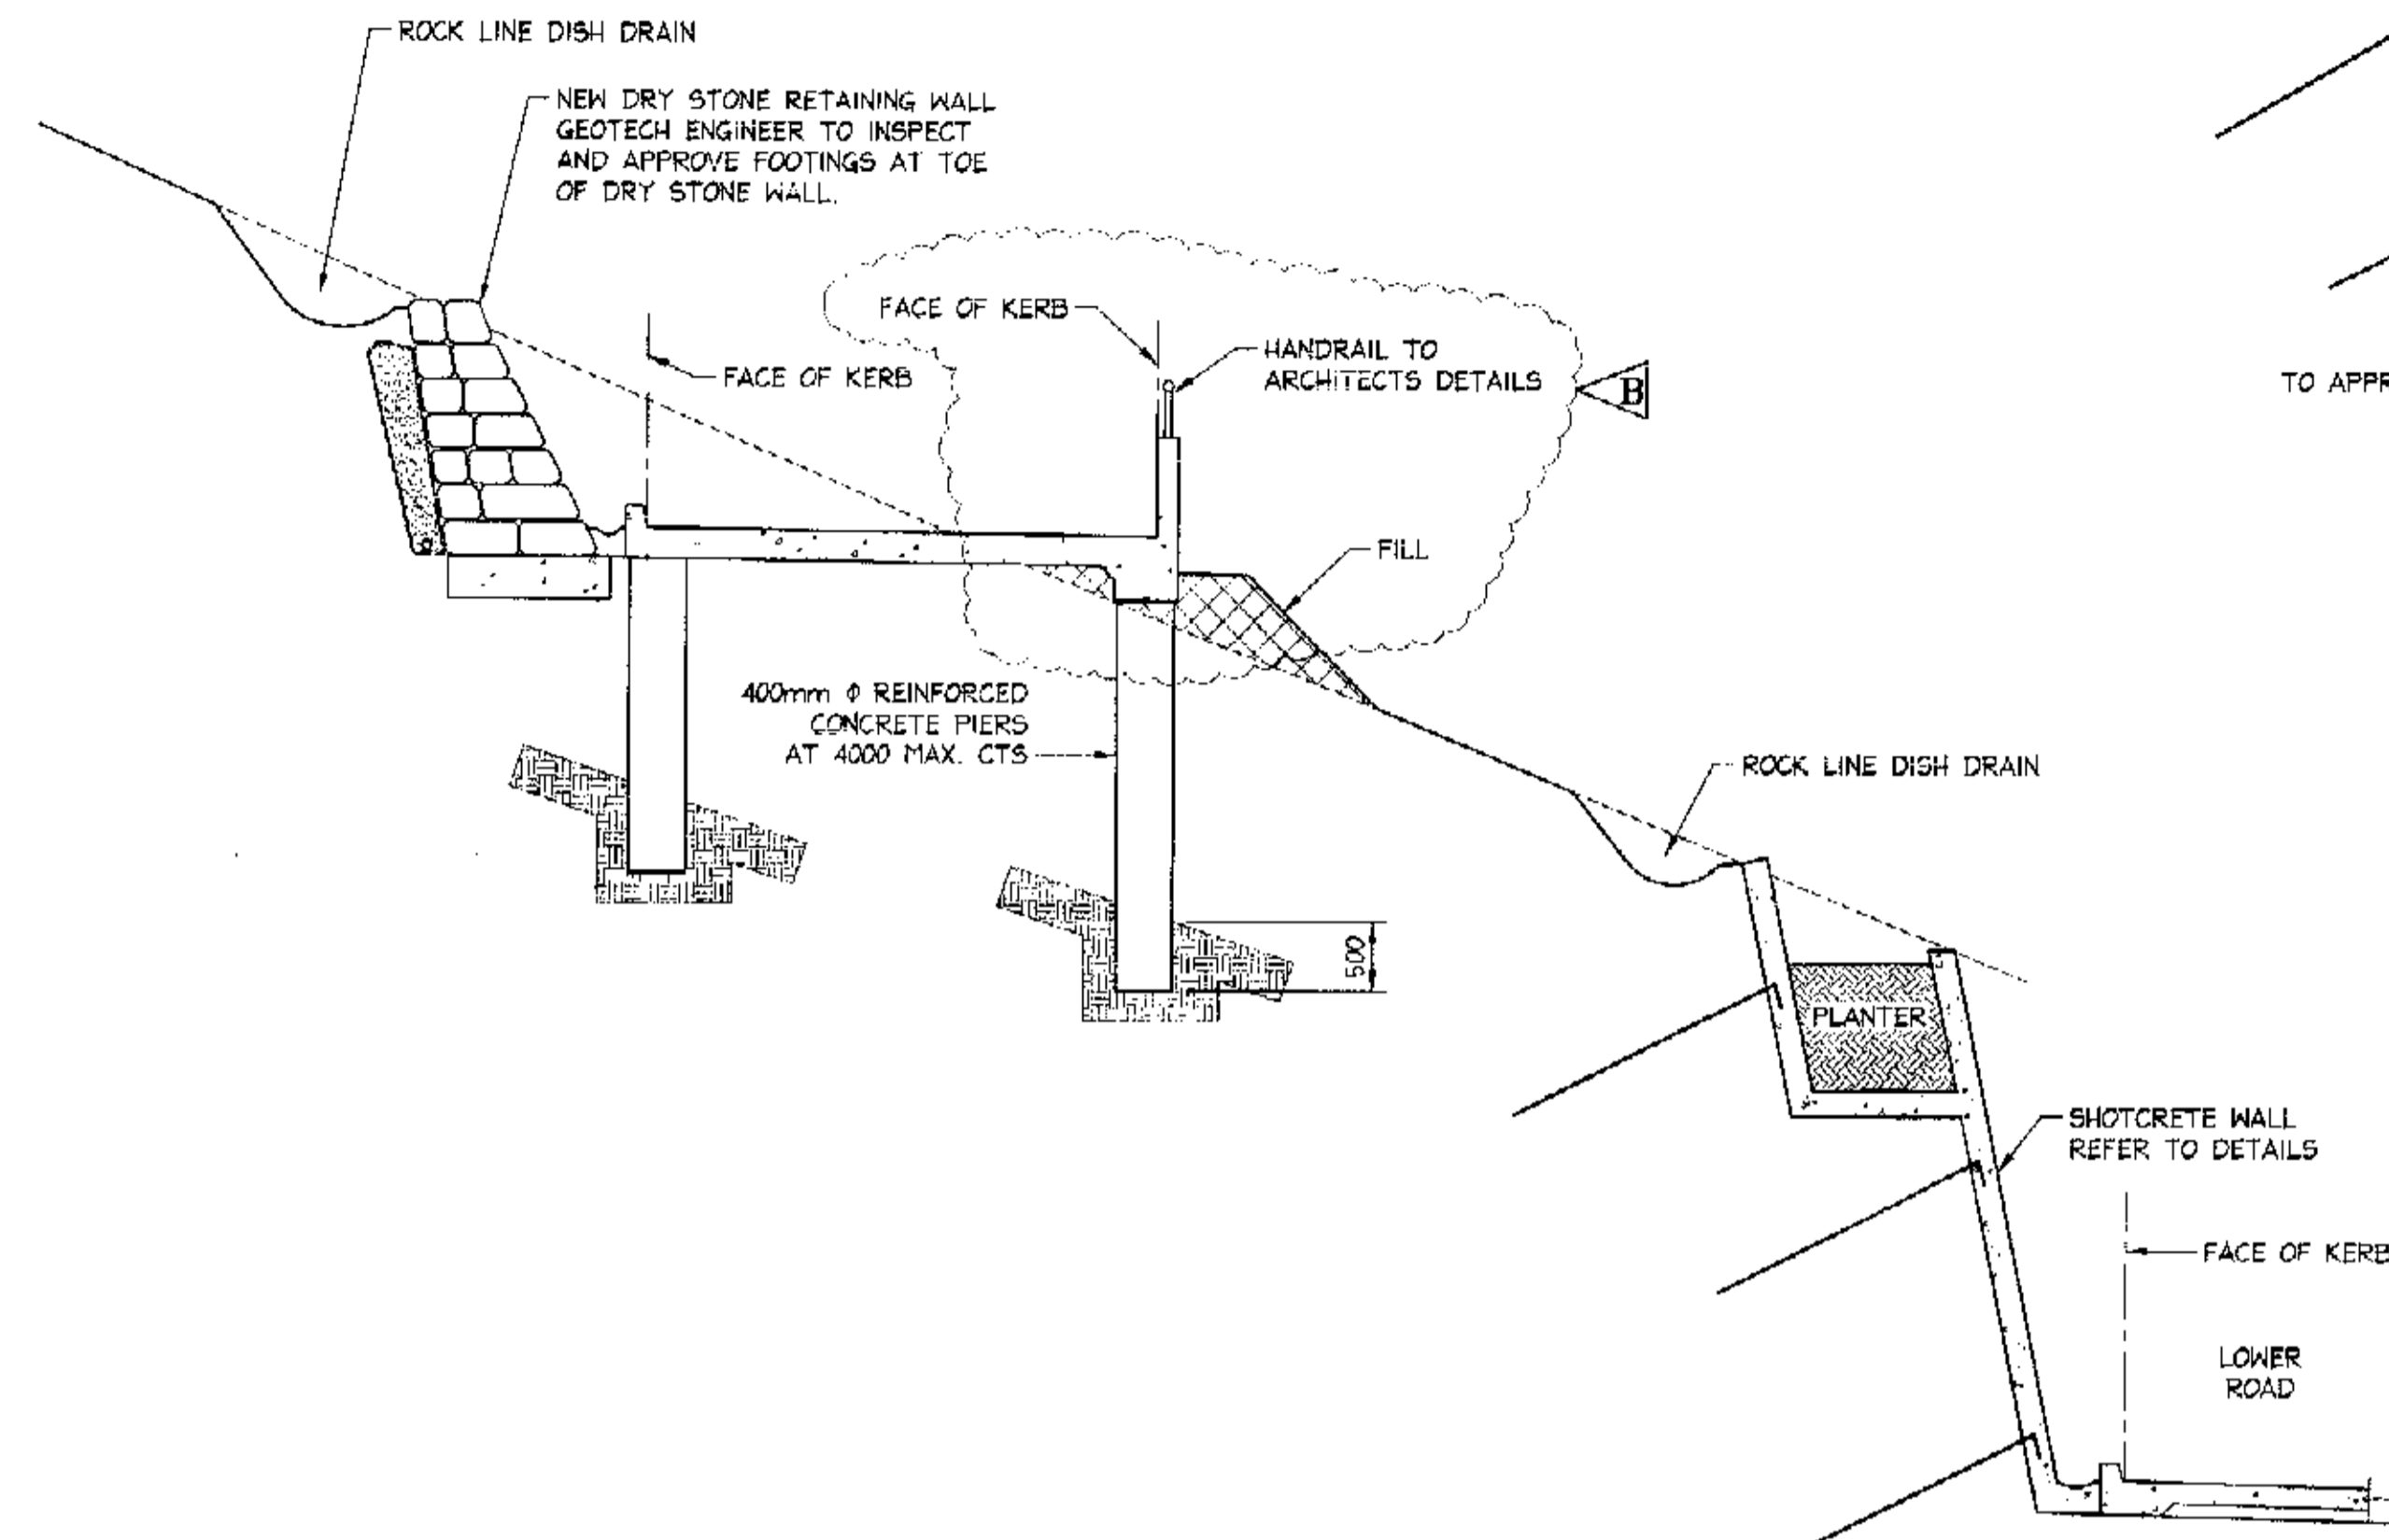 ROCK LINE DISH DRAIN
NEW DRY STONE RETAINING WALL
GEOTECH ENGINEER TO INSPECT
AND APPROVE FOOTINGS AT TOE
OF DRY STONE WALL.
FACE OF KERB
FACE OF KERB
HANDRAIL TO
ARCHITECTS DETAILS
B
TO APPR
FILL
400mm φ REINFORCED
CONCRETE PIERS
AT 4000 MAX. CTS
500
ROCK LINE DISH DRAIN
PLANTER
SHOTCRETE WALL
REFER TO DETAILS
FACE OF KERB
LOWER
ROAD